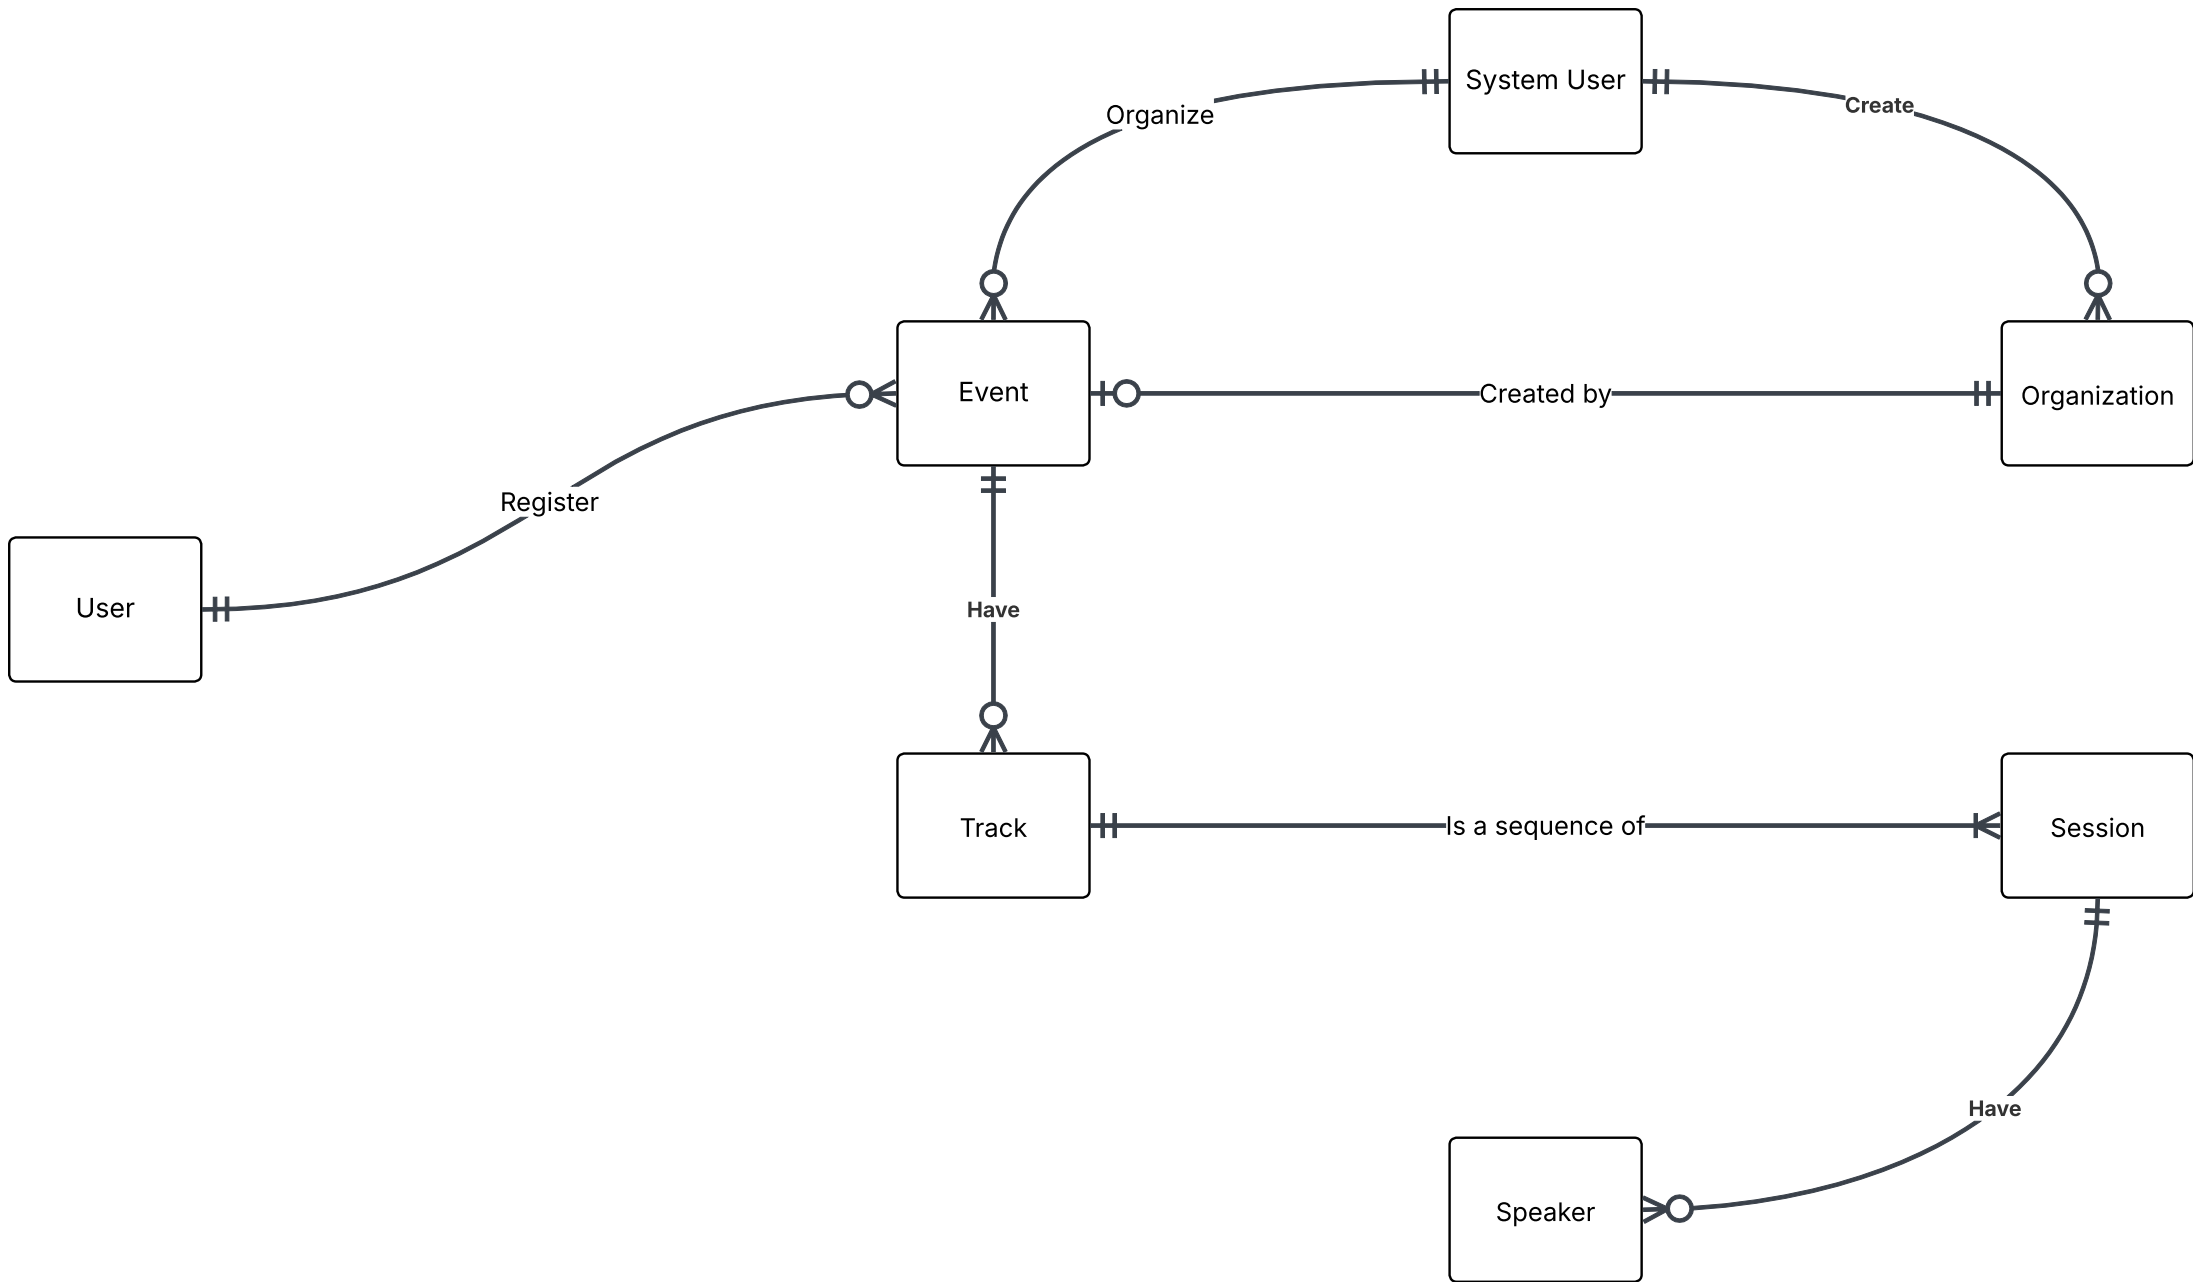 System User
Create
Organize
Event
Created by
Organization
Register
User
Have
Track
Is a sequence of
Session
Have
Speaker